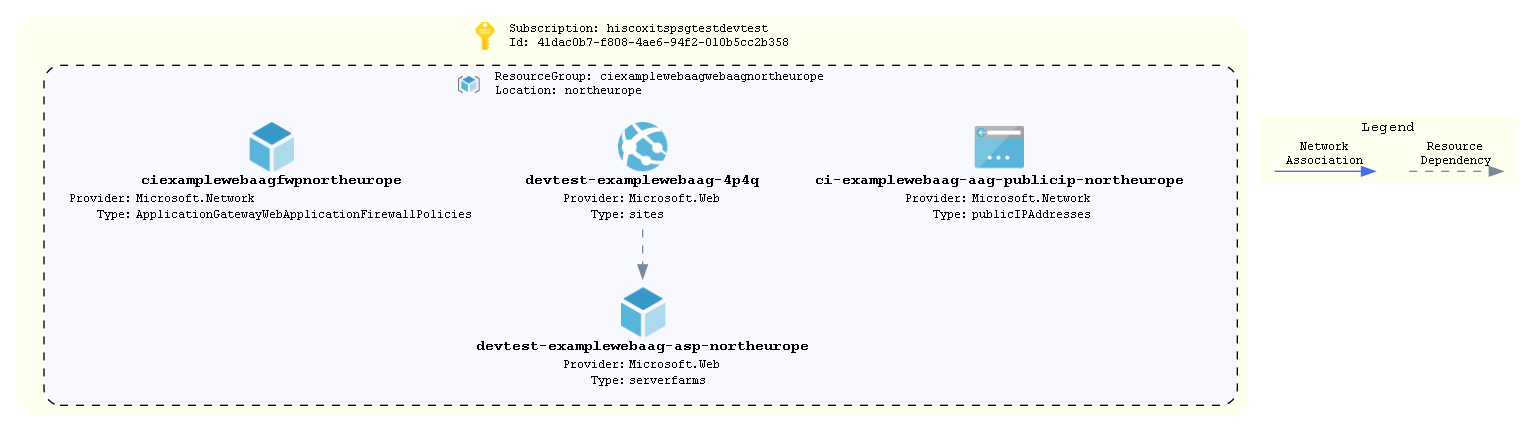 Subscription: hiscoxitspsgtestdevtest
Id: 41dac0b7-f808-4ae6-94f2-010b5cc2b358
ResourceGroup: ciexamplewebaagwebaagnortheurope
Location: northeurope
ciexamplewebaagfwpnortheurope
Provider: Microsoft.Network
Type: ApplicationGatewayWebApplicationFirewallPolicies
devtest-examplewebaag-4p4q
Provider: Microsoft.Web
Type: sites
ci-examplewebaag-aag-publicip-northeurope
Provider: Microsoft.Network
Type: publicIPAddresses
devtest-examplewebaag-asp-northeurope
Provider: Microsoft.Web
Type: serverfarms
Legend
Network
Association
Resource
Dependency